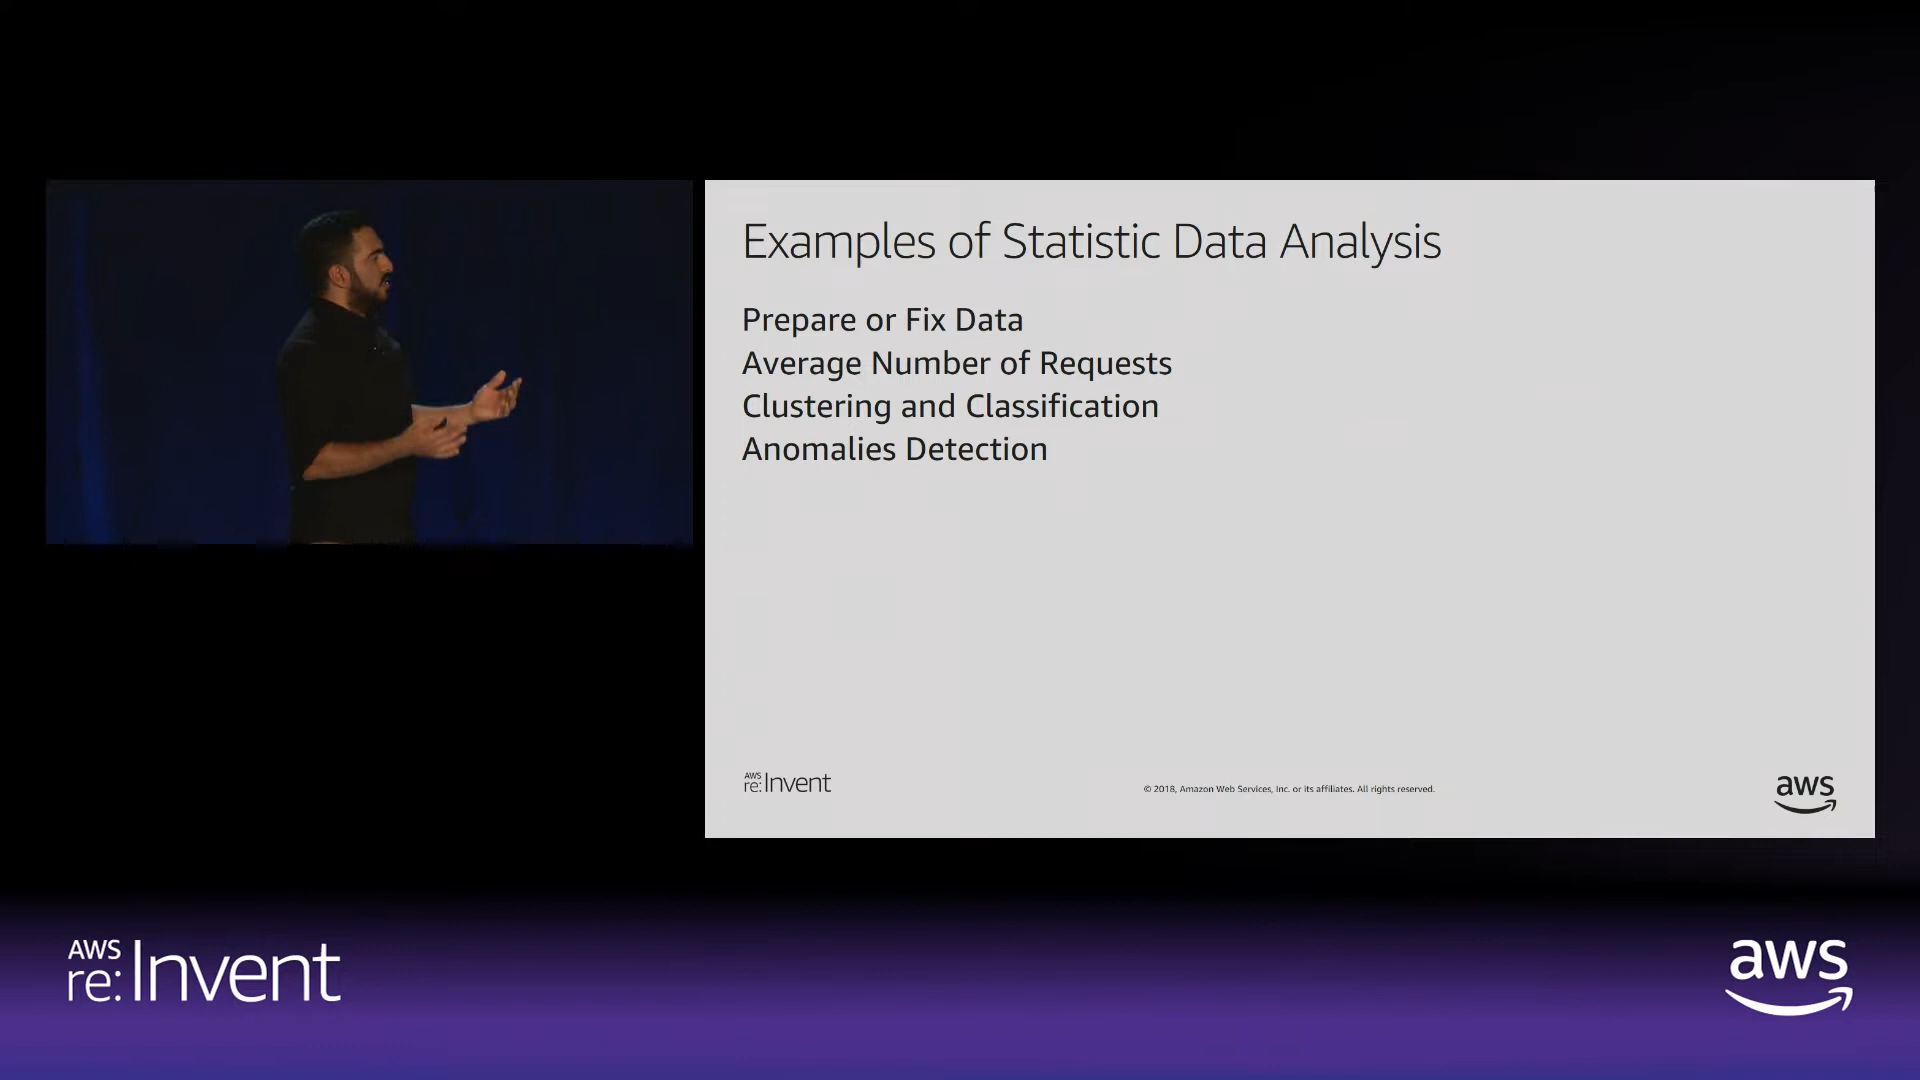 Examples of Statistic Data Analysis
Prepare or Fix Data
Average Number of Requests
Clustering and Classification
Anomalies Detection
AWS
re:Invent
© 2018, Amazon Web Services, Inc. or its affiliates. All rights reserved.
aws
AWS
re:Invent
aws